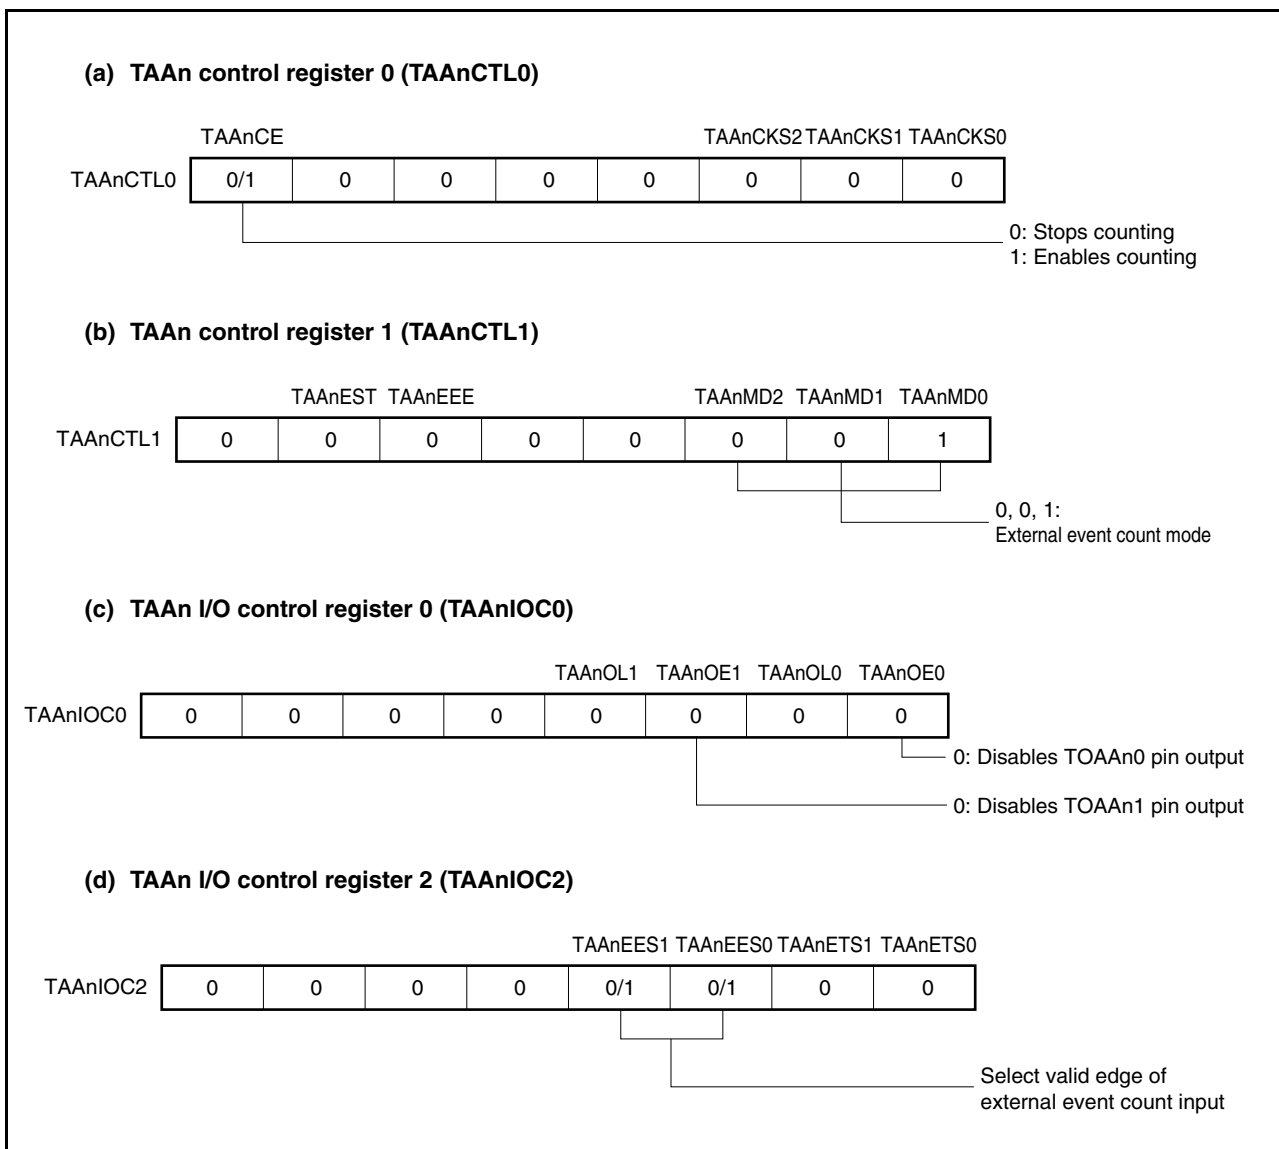 (a) TAAn control register 0 (TAAnCTL0)
TAAnCE TAAnCKS2 TAAnCKS1 TAAnCKS0
TAAnCTL0 0/1 0 0 0 0 0 0 0
0: Stops counting
1: Enables counting
(b) TAAn control register 1 (TAAnCTL1)
TAAnEST TAAnEEE TAAnMD2 TAAnMD1 TAAnMD0
TAAnCTL1 0 0 0 0 0 0 0 1
0, 0, 1:
External event count mode
(c) TAAn I/O control register 0 (TAAnIOC0)
TAAnOL1 TAAnOE1 TAAnOL0 TAAnOE0
TAAnIOC0 0 0 0 0 0 0 0 0
0: Disables TOAAn0 pin output
0: Disables TOAAn1 pin output
(d) TAAn I/O control register 2 (TAAnIOC2)
TAAnEES1 TAAnEES0 TAAnETS1 TAAnETS0
TAAnIOC2 0 0 0 0 0/1 0/1 0 0
Select valid edge of
external event count input